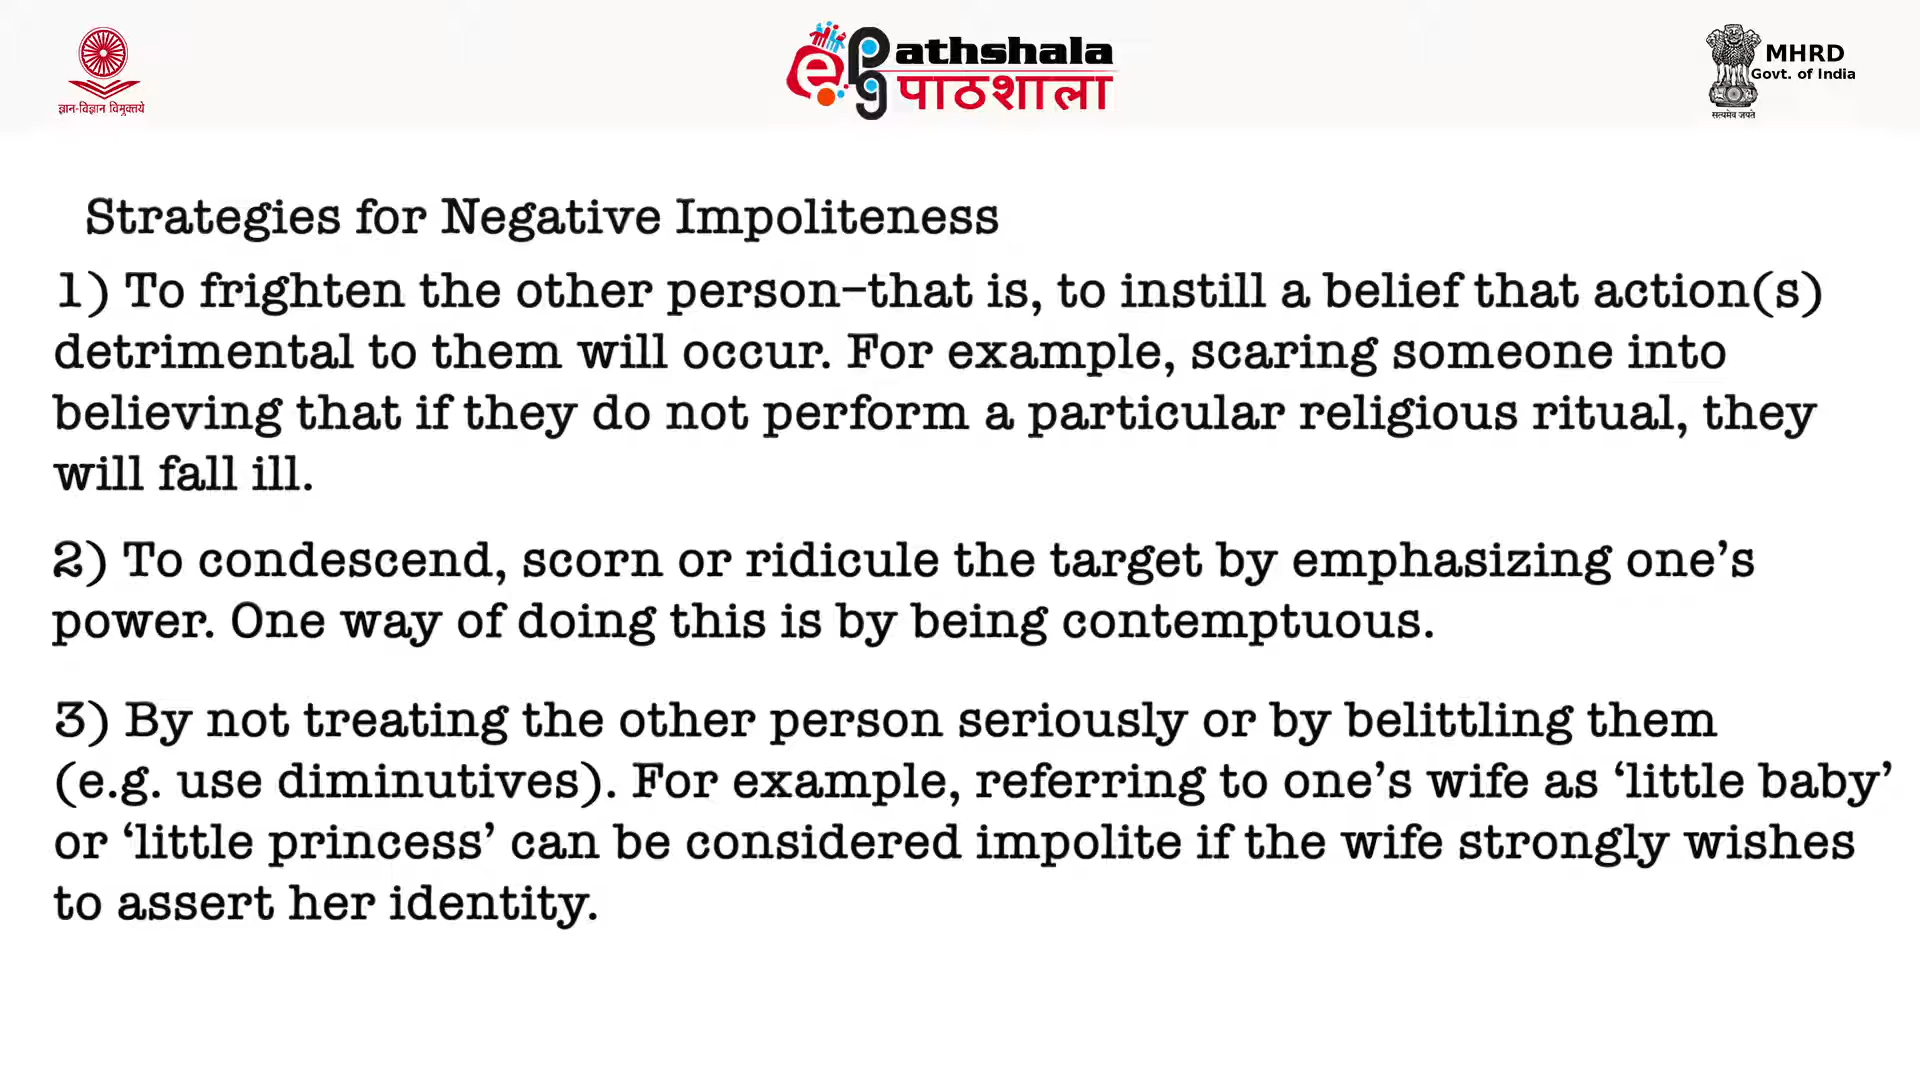 ज्ञान-विज्ञान विमुक्तये
ePG Pathshala
पाठशाला
MHRD
Govt. of India
सत्यमेव जयते
Strategies for Negative Impoliteness
1) To frighten the other person–that is, to instill a belief that action(s)
detrimental to them will occur. For example, scaring someone into
believing that if they do not perform a particular religious ritual, they
will fall ill.
2) To condescend, scorn or ridicule the target by emphasizing one’s
power. One way of doing this is by being contemptuous.
3) By not treating the other person seriously or by belittling them
(e.g. use diminutives). For example, referring to one’s wife as ‘little baby’
or ‘little princess’ can be considered impolite if the wife strongly wishes
to assert her identity.